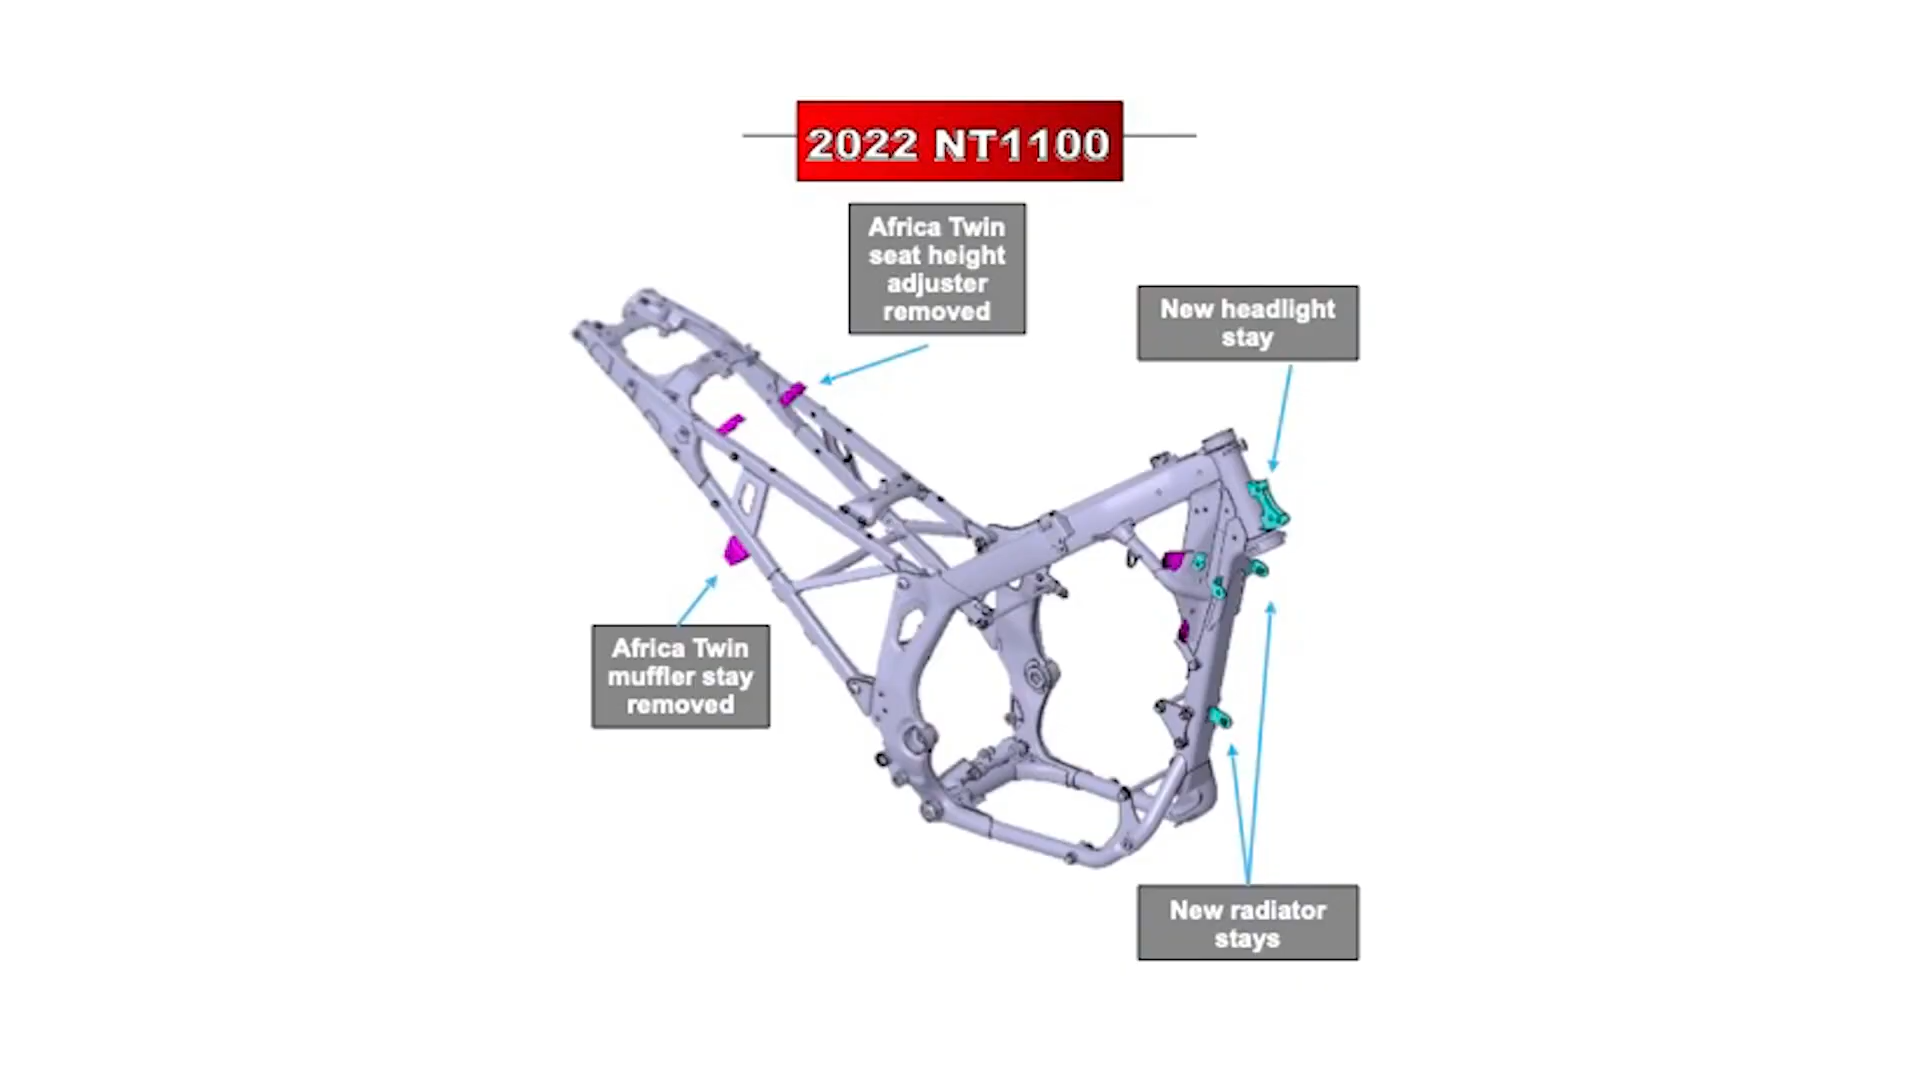 2022 NT1100
Africa Twin
seat height
adjuster
removed
New headlight
stay
Africa Twin
muffler stay
removed
New radiator
stays